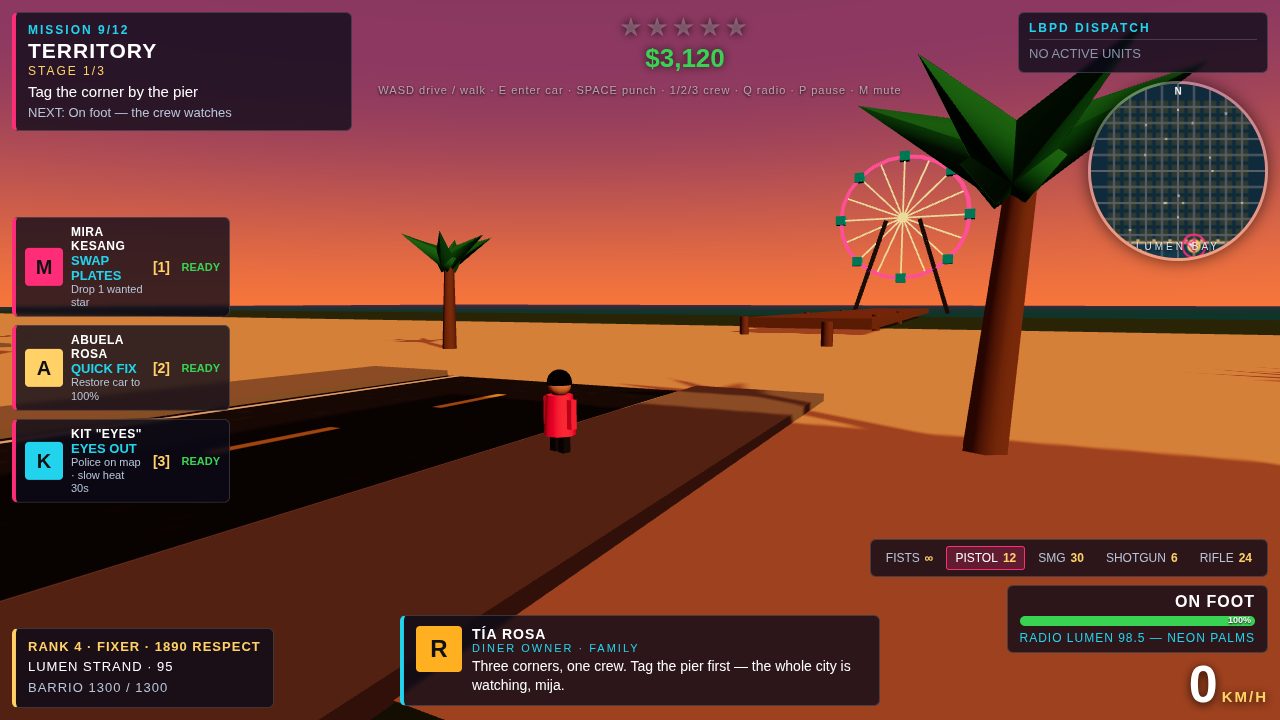 MISSION 9/12
TERRITORY
STAGE 1/3
Tag the corner by the pier
NEXT: On foot — the crew watches
★★★★★
$3,120
WASD drive / walk · E enter car · SPACE punch · 1/2/3 crew · Q radio · P pause · M mute
LBPD DISPATCH
NO ACTIVE UNITS
N
LUMEN BAY
M
MIRA KESANG
SWAP PLATES
Drop 1 wanted star
[1]
READY
A
ABUELA ROSA
QUICK FIX
Restore car to 100%
[2]
READY
K
KIT "EYES"
EYES OUT
Police on map · slow heat 30s
[3]
READY
FISTS ∞ PISTOL 12 SMG 30 SHOTGUN 6 RIFLE 24
ON FOOT
100%
RADIO LUMEN 98.5 — NEON PALMS
0 KM/H
RANK 4 · FIXER · 1890 RESPECT
LUMEN STRAND · 95
BARRIO 1300 / 1300
R
TÍA ROSA
DINER OWNER · FAMILY
Three corners, one crew. Tag the pier first — the whole city is
watching, mija.